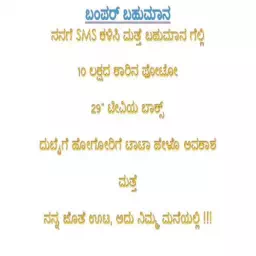 ಬಂಪರ್ ಬಹುಮಾನ
ನನಗೆ SMS ಕಳಿಸಿ ಮತ್ತೆ ಬಹುಮಾನ ಗೆಲ್ಲಿ
10 ಲಕ್ಷದ ಕಾರಿನ ಫೋಟೋ
29" ಟೀವಿಯ ಬಾಕ್ಸ್
ದುಬೈಗೆ ಹೋಗೋರಿಗೆ ಟಾಟಾ ಹೇಳೊ ಅವಕಾಶ
ಮತ್ತೆ
ನನ್ನ ಜೊತೆ ಊಟ, ಅದು ನಿಮ್ಮ ಮನೆಯಲ್ಲಿ !!!